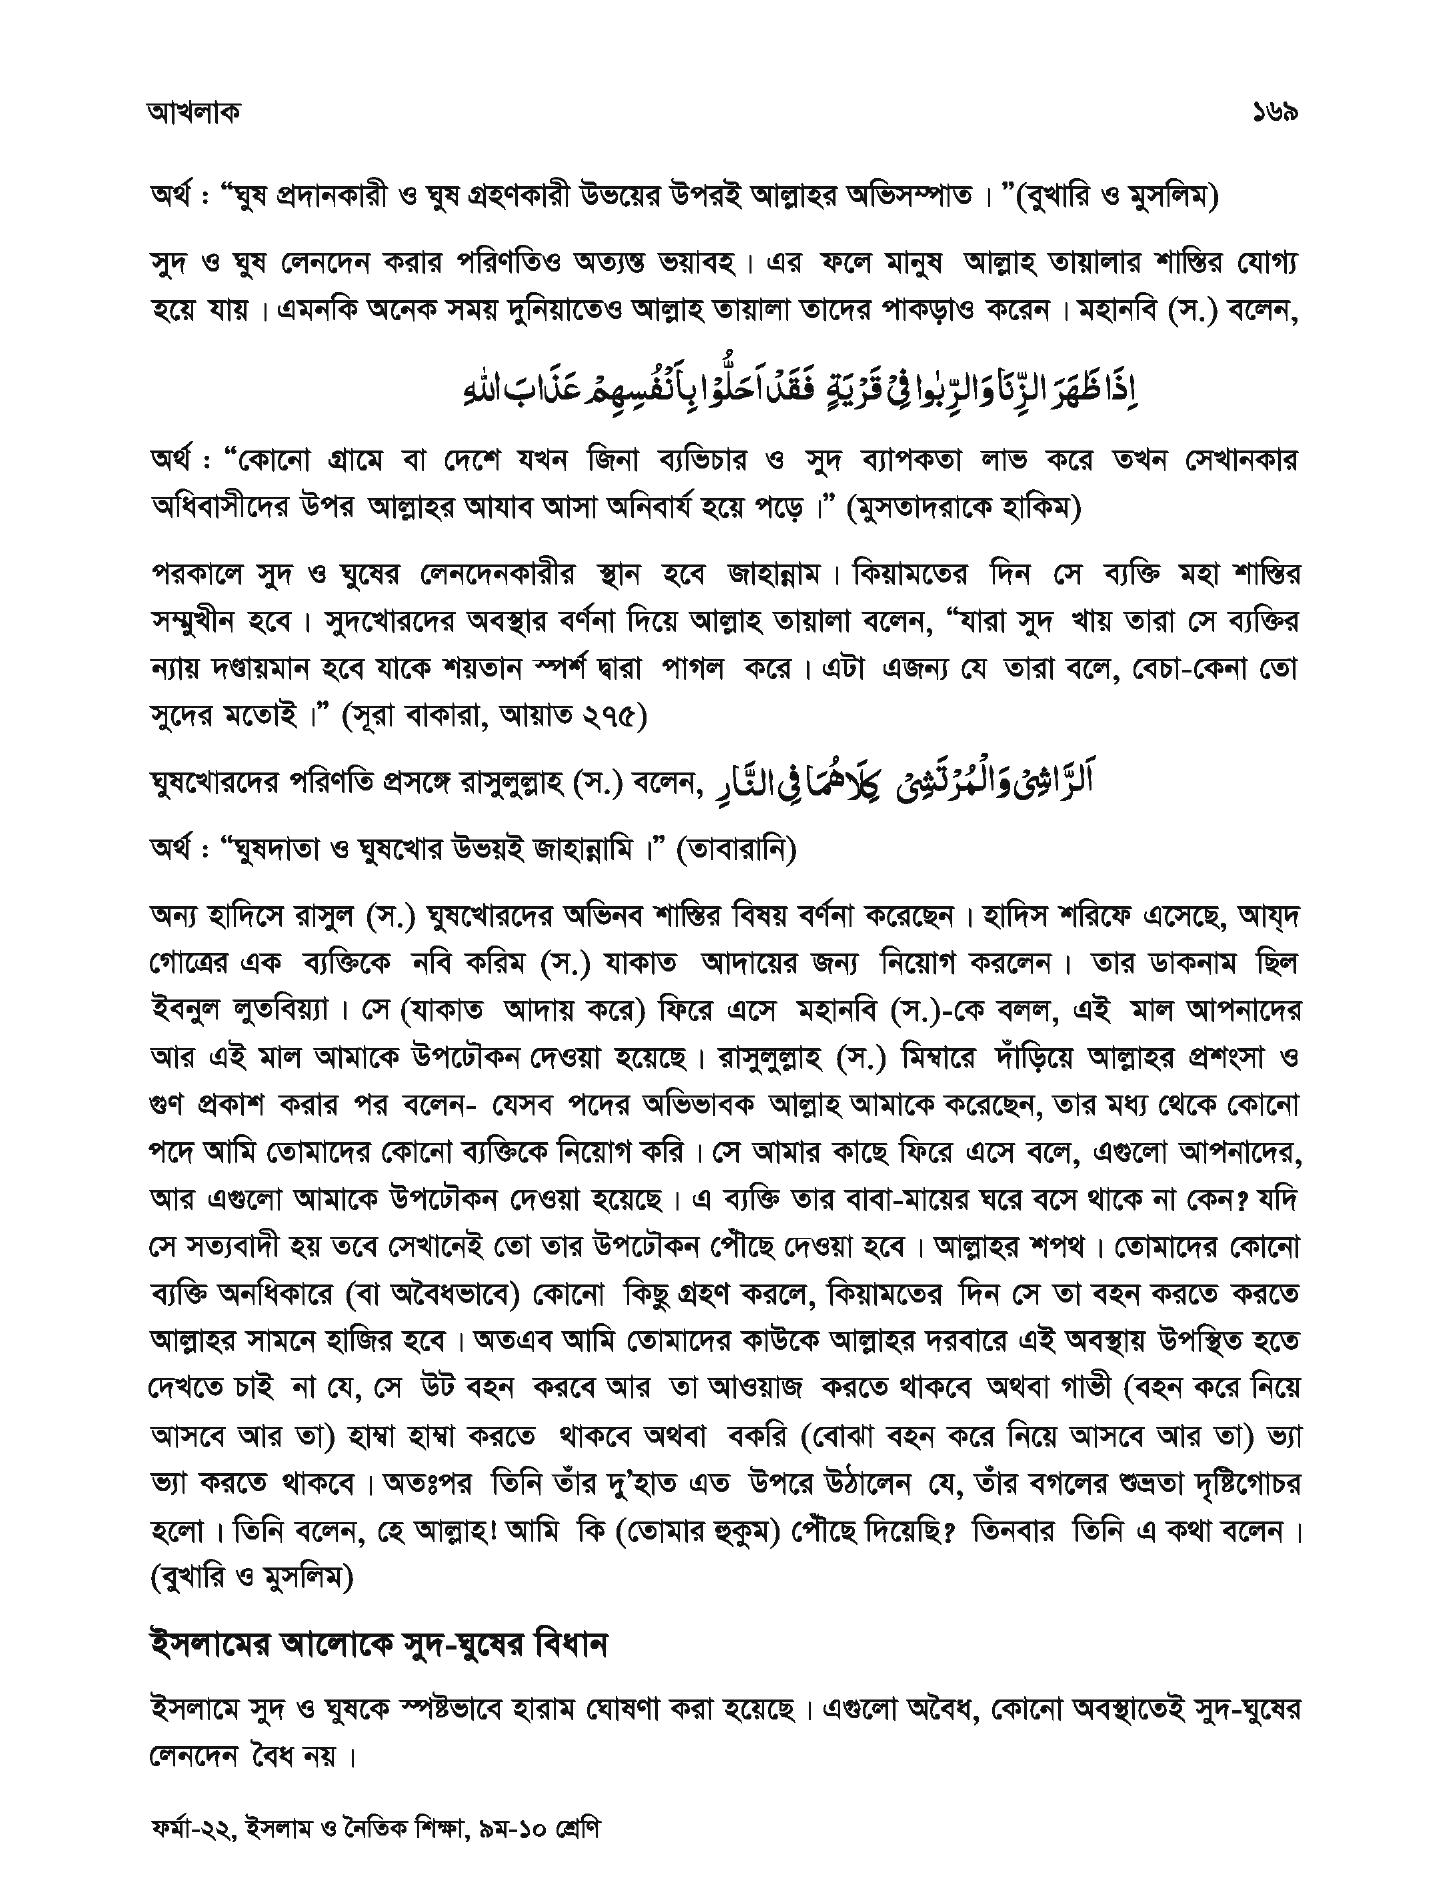 আখলাক
১৬৯
অর্থ : “ঘুষ প্রদানকারী ও ঘুষ গ্রহণকারী উভয়ের উপরই আল্লাহর অভিসম্পাত। ”(বুখারি ও মুসলিম)
সুদ ও ঘুষ লেনদেন করার পরিণতিও অত্যন্ত ভয়াবহ। এর ফলে মানুষ আল্লাহ তায়ালার শাস্তির যোগ্য
হয়ে যায়। এমনকি অনেক সময় দুনিয়াতেও আল্লাহ তায়ালা তাদের পাকড়াও করেন। মহানবি (স.) বলেন,
اِذَا ظَهَرَ الزِّنَا وَالرِّبٰوا فِيْ قَرْيَةٍ فَقَدْ اَحَلُّوْا بِاَنْفُسِهِمْ عَذَابَ اللهِ
অর্থ : “কোনো গ্রামে বা দেশে যখন জিনা ব্যভিচার ও সুদ ব্যাপকতা লাভ করে তখন সেখানকার
অধিবাসীদের উপর আল্লাহর আযাব আসা অনিবার্য হয়ে পড়ে।” (মুসতাদরাকে হাকিম)
পরকালে সুদ ও ঘুষের লেনদেনকারীর স্থান হবে জাহান্নাম। কিয়ামতের দিন সে ব্যক্তি মহা শাস্তির
সম্মুখীন হবে। সুদখোরদের অবস্থার বর্ণনা দিয়ে আল্লাহ তায়ালা বলেন, “যারা সুদ খায় তারা সে ব্যক্তির
ন্যায় দণ্ডায়মান হবে যাকে শয়তান স্পর্শ দ্বারা পাগল করে। এটা এজন্য যে তারা বলে, বেচা-কেনা তো
সুদের মতোই।” (সূরা বাকারা, আয়াত ২৭৫)
ঘুষখোরদের পরিণতি প্রসঙ্গে রাসুলুল্লাহ (স.) বলেন, اَلرَّاشِيْ وَالْمُرْتَشِيْ كِلَاهُمَا فِي النَّارِ
অর্থ : “ঘুষদাতা ও ঘুষখোর উভয়ই জাহান্নামি।” (তাবারানি)
অন্য হাদিসে রাসুল (স.) ঘুষখোরদের অভিনব শাস্তির বিষয় বর্ণনা করেছেন। হাদিস শরিফে এসেছে, আয্দ
গোত্রের এক ব্যক্তিকে নবি করিম (স.) যাকাত আদায়ের জন্য নিয়োগ করলেন। তার ডাকনাম ছিল
ইবনুল লুতবিয়্যা। সে (যাকাত আদায় করে) ফিরে এসে মহানবি (স.)-কে বলল, এই মাল আপনাদের
আর এই মাল আমাকে উপঢৌকন দেওয়া হয়েছে। রাসুলুল্লাহ (স.) মিম্বারে দাঁড়িয়ে আল্লাহর প্রশংসা ও
গুণ প্রকাশ করার পর বলেন- যেসব পদের অভিভাবক আল্লাহ আমাকে করেছেন, তার মধ্য থেকে কোনো
পদে আমি তোমাদের কোনো ব্যক্তিকে নিয়োগ করি। সে আমার কাছে ফিরে এসে বলে, এগুলো আপনাদের,
আর এগুলো আমাকে উপঢৌকন দেওয়া হয়েছে। এ ব্যক্তি তার বাবা-মায়ের ঘরে বসে থাকে না কেন? যদি
সে সত্যবাদী হয় তবে সেখানেই তো তার উপঢৌকন পৌঁছে দেওয়া হবে। আল্লাহর শপথ। তোমাদের কোনো
ব্যক্তি অনধিকারে (বা অবৈধভাবে) কোনো কিছু গ্রহণ করলে, কিয়ামতের দিন সে তা বহন করতে করতে
আল্লাহর সামনে হাজির হবে। অতএব আমি তোমাদের কাউকে আল্লাহর দরবারে এই অবস্থায় উপস্থিত হতে
দেখতে চাই না যে, সে উট বহন করবে আর তা আওয়াজ করতে থাকবে অথবা গাভী (বহন করে নিয়ে
আসবে আর তা) হাম্বা হাম্বা করতে থাকবে অথবা বকরি (বোঝা বহন করে নিয়ে আসবে আর তা) ভ্যা
ভ্যা করতে থাকবে। অতঃপর তিনি তাঁর দু’হাত এত উপরে উঠালেন যে, তাঁর বগলের শুভ্রতা দৃষ্টিগোচর
হলো। তিনি বলেন, হে আল্লাহ! আমি কি (তোমার হুকুম) পৌঁছে দিয়েছি? তিনবার তিনি এ কথা বলেন।
(বুখারি ও মুসলিম)
ইসলামের আলোকে সুদ-ঘুষের বিধান
ইসলামে সুদ ও ঘুষকে স্পষ্টভাবে হারাম ঘোষণা করা হয়েছে। এগুলো অবৈধ, কোনো অবস্থাতেই সুদ-ঘুষের
লেনদেন বৈধ নয়।
ফর্মা-২২, ইসলাম ও নৈতিক শিক্ষা, ৯ম-১০ শ্রেণি